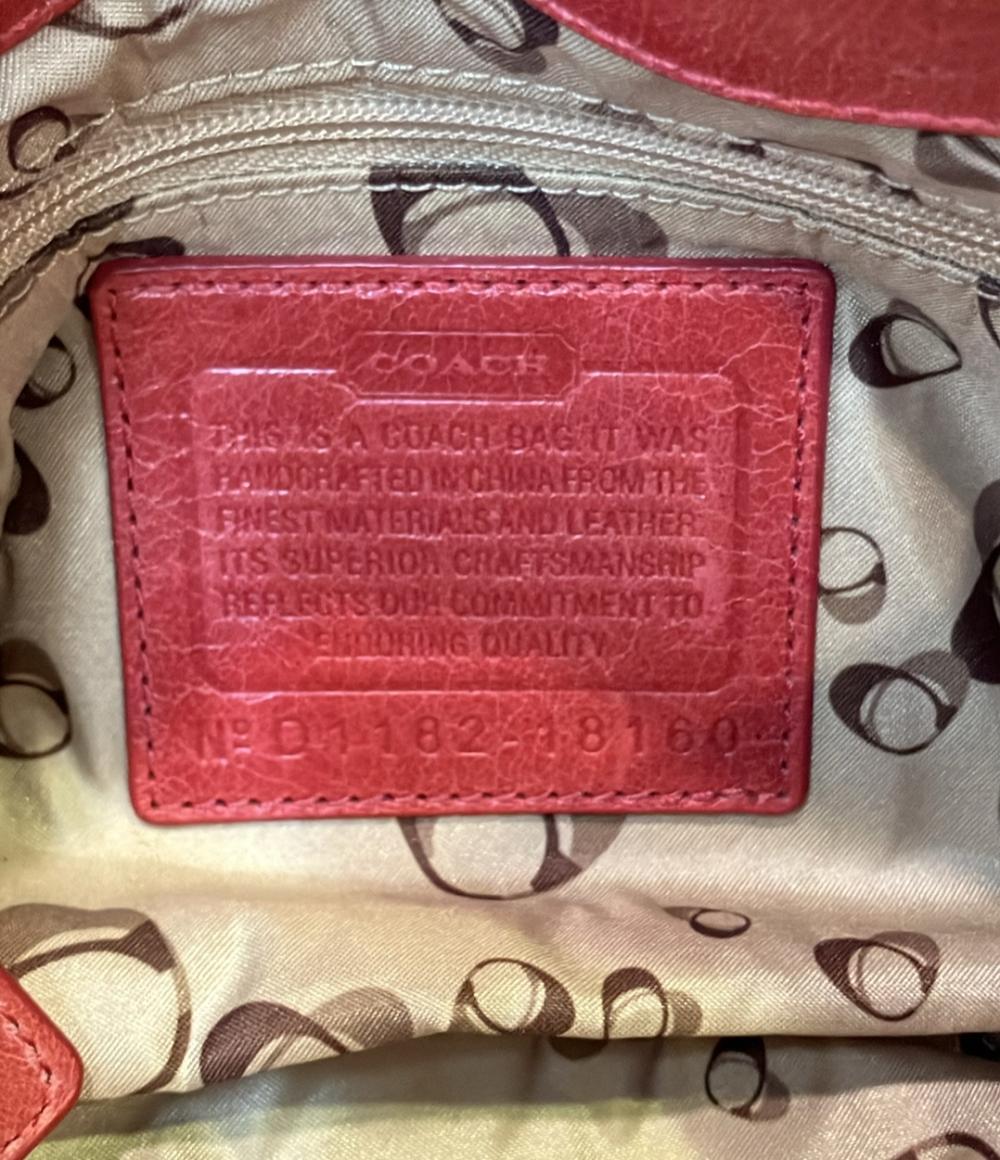 COACH
THIS IS A COACH BAG IT WAS
HANDCRAFTED IN CHINA FROM THE
FINEST MATERIALS AND LEATHER
ITS SUPERIOR CRAFTSMANSHIP
REFLECTS OUR COMMITMENT TO
ENDURING QUALITY
Nº D1182-18160